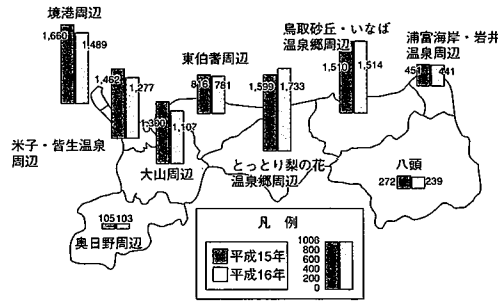 境港周辺
1,660
1,489
米子・皆生温泉
周辺
1,462
1,277
大山周辺
1,300
1,107
東伯耆周辺
816
781
とっとり梨の花
温泉郷周辺
1,599
1,733
鳥取砂丘・いなば
温泉郷周辺
1,510
1,514
浦富海岸・岩井
温泉周辺
451
441
八頭
272
239
奥日野周辺
105
103
凡 例
平成15年
平成16年
1006
800
600
400
200
0